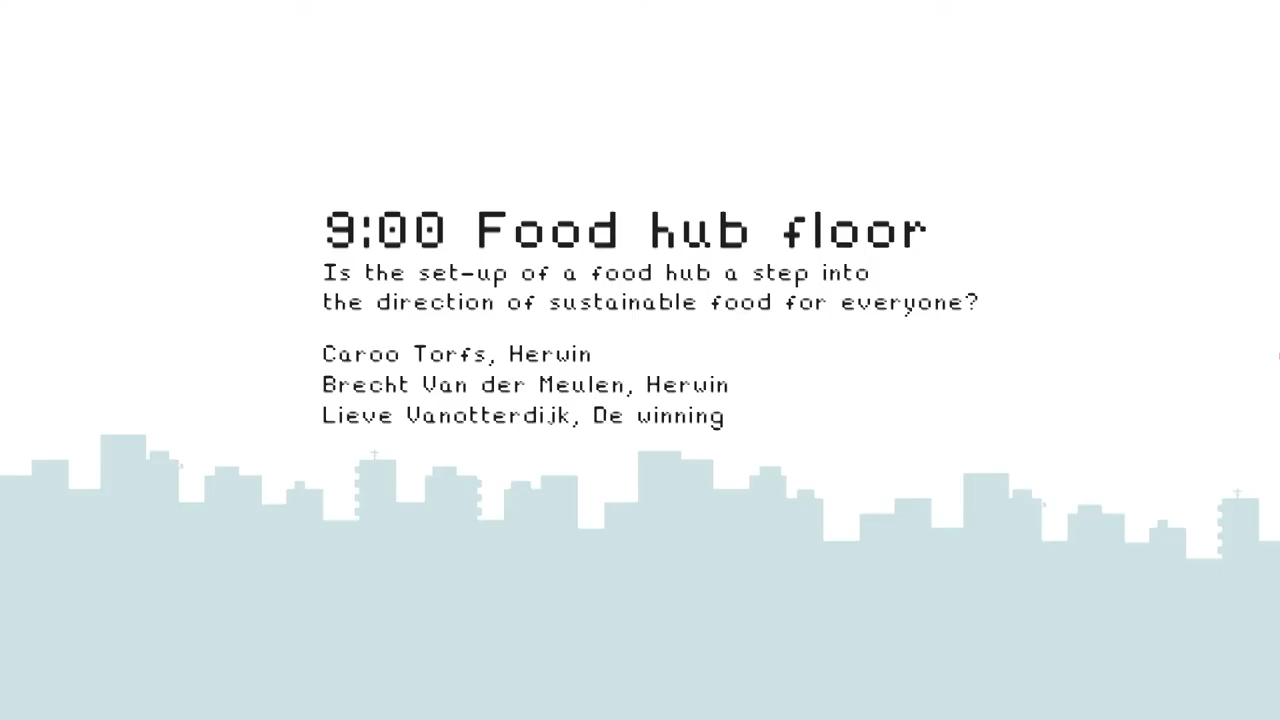 9:00 Food hub floor
Is the set-up of a food hub a step into
the direction of sustainable food for everyone?
Caroo Torfs, Herwin
Brecht Van der Meulen, Herwin
Lieve Vanotterdijk, De winning